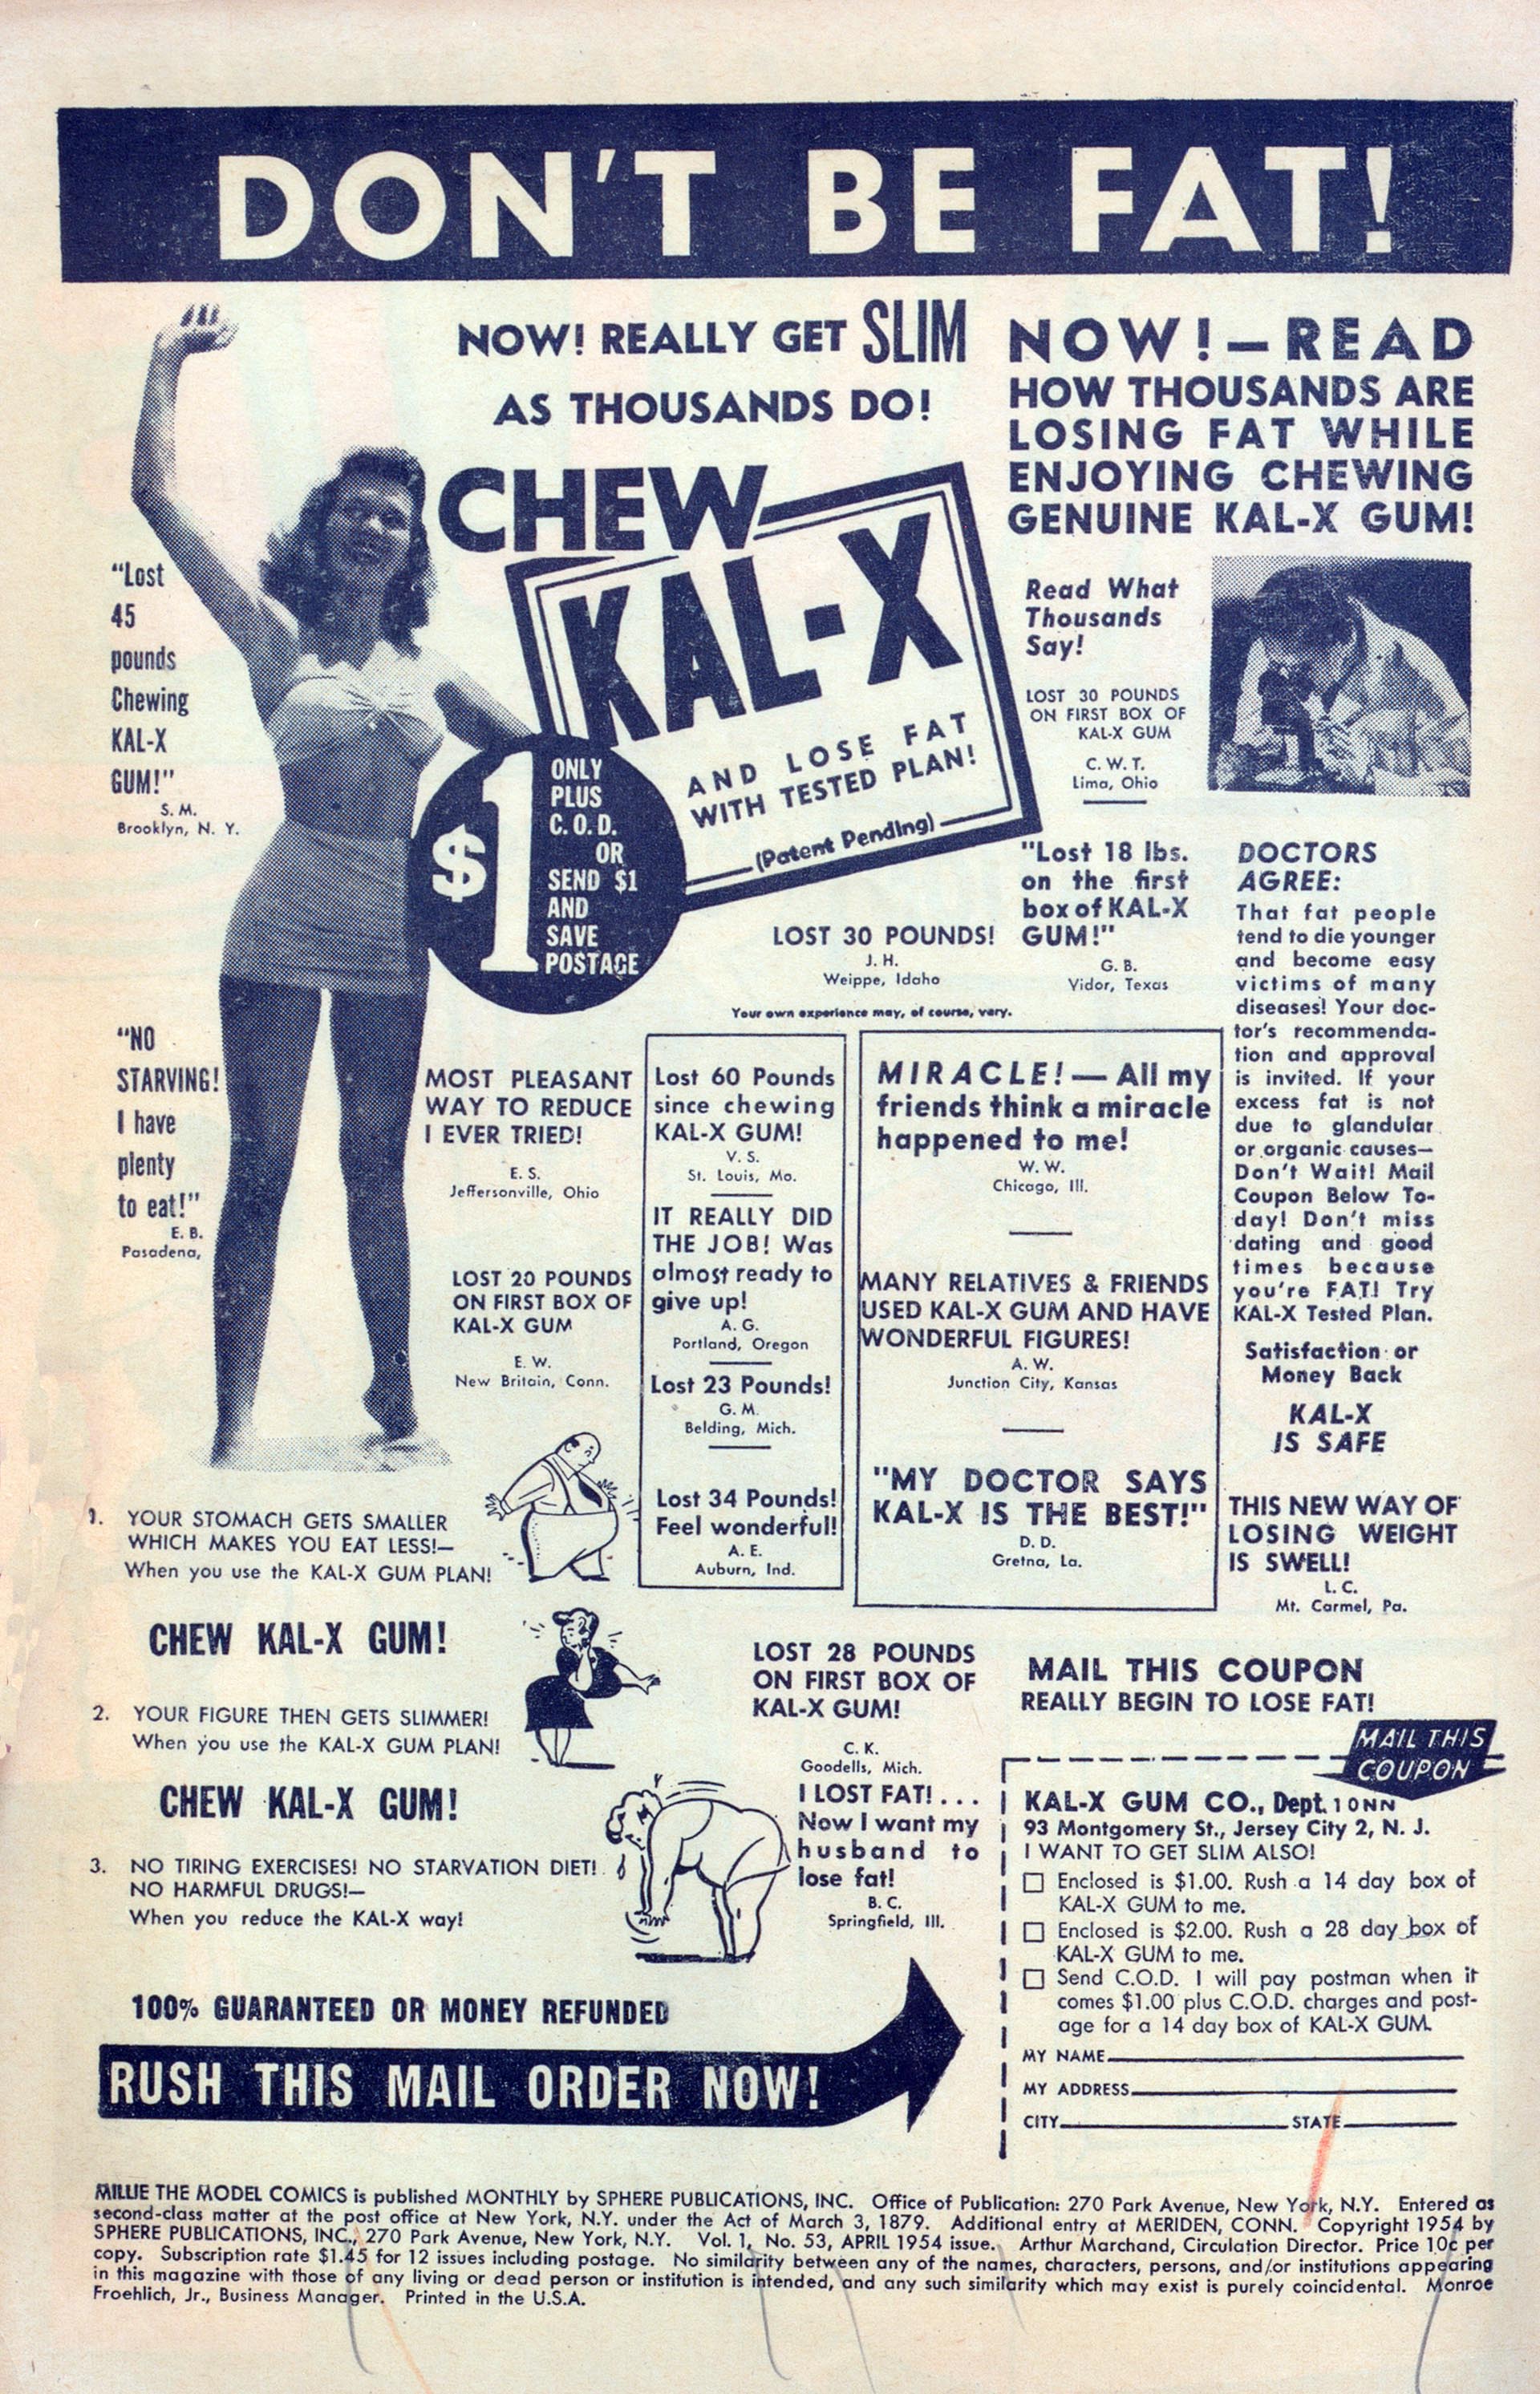 DON'T BE FAT!
NOW! REALLY GET SLIM
AS THOUSANDS DO!
CHEW
KAL-X
AND LOSE FAT
WITH TESTED PLAN!
(Patent Pending)
$1
ONLY
PLUS
C.O.D.
OR
SEND $1
AND
SAVE
POSTAGE
"Lost
45
pounds
Chewing
KAL-X
GUM!"
S. M.
Brooklyn, N. Y.
"NO
STARVING!
I have
plenty
to eat!"
E. B.
Pasadena,
NOW!—READ
HOW THOUSANDS ARE
LOSING FAT WHILE
ENJOYING CHEWING
GENUINE KAL-X GUM!
Read What
Thousands
Say!
LOST 30 POUNDS
ON FIRST BOX OF
KAL-X GUM
C. W. T.
Lima, Ohio
"Lost 18 lbs.
on the first
box of KAL-X
GUM!"
G. B.
Vidor, Texas
LOST 30 POUNDS!
J. H.
Weippe, Idaho
Your own experience may, of course, vary.
DOCTORS
AGREE:
That fat people
tend to die younger
and become easy
victims of many
diseases! Your doc-
tor's recommenda-
tion and approval
is invited. If your
excess fat is not
due to glandular
or organic causes—
Don't Wait! Mail
Coupon Below To-
day! Don't miss
dating and good
times because
you're FAT! Try
KAL-X Tested Plan.
Satisfaction or
Money Back
KAL-X
IS SAFE
THIS NEW WAY OF
LOSING WEIGHT
IS SWELL!
L. C.
Mt. Carmel, Pa.
MOST PLEASANT
WAY TO REDUCE
I EVER TRIED!
E. S.
Jeffersonville, Ohio
LOST 20 POUNDS
ON FIRST BOX OF
KAL-X GUM
E. W.
New Britain, Conn.
Lost 60 Pounds
since chewing
KAL-X GUM!
V. S.
St. Louis, Mo.
IT REALLY DID
THE JOB! Was
almost ready to
give up!
A. G.
Portland, Oregon
Lost 23 Pounds!
G. M.
Belding, Mich.
Lost 34 Pounds!
Feel wonderful!
A. E.
Auburn, Ind.
MIRACLE!— All my
friends think a miracle
happened to me!
W. W.
Chicago, Ill.
MANY RELATIVES & FRIENDS
USED KAL-X GUM AND HAVE
WONDERFUL FIGURES!
A. W.
Junction City, Kansas
"MY DOCTOR SAYS
KAL-X IS THE BEST!"
D. D.
Gretna, La.
1. YOUR STOMACH GETS SMALLER
WHICH MAKES YOU EAT LESS!—
When you use the KAL-X GUM PLAN!
CHEW KAL-X GUM!
2. YOUR FIGURE THEN GETS SLIMMER!
When you use the KAL-X GUM PLAN!
CHEW KAL-X GUM!
3. NO TIRING EXERCISES! NO STARVATION DIET!
NO HARMFUL DRUGS!—
When you reduce the KAL-X way!
LOST 28 POUNDS
ON FIRST BOX OF
KAL-X GUM!
C. K.
Goodells, Mich.
I LOST FAT!...
Now I want my
husband to
lose fat!
B. C.
Springfield, Ill.
100% GUARANTEED OR MONEY REFUNDED
RUSH THIS MAIL ORDER NOW!
MAIL THIS COUPON
REALLY BEGIN TO LOSE FAT!
MAIL THIS
COUPON
KAL-X GUM CO., Dept. 10NN
93 Montgomery St., Jersey City 2, N. J.
I WANT TO GET SLIM ALSO!
Enclosed is $1.00. Rush a 14 day box of
KAL-X GUM to me.
Enclosed is $2.00. Rush a 28 day box of
KAL-X GUM to me.
Send C.O.D. I will pay postman when it
comes $1.00 plus C.O.D. charges and post-
age for a 14 day box of KAL-X GUM.
MY NAME
MY ADDRESS
CITY STATE
MILLIE THE MODEL COMICS is published MONTHLY by SPHERE PUBLICATIONS, INC. Office of Publication: 270 Park Avenue, New York, N.Y. Entered as
second-class matter at the post office at New York, N.Y. under the Act of March 3, 1879. Additional entry at MERIDEN, CONN. Copyright 1954 by
SPHERE PUBLICATIONS, INC., 270 Park Avenue, New York, N.Y. Vol. 1, No. 53, APRIL 1954 issue. Arthur Marchand, Circulation Director. Price 10c per
copy. Subscription rate $1.45 for 12 issues including postage. No similarity between any of the names, characters, persons, and/or institutions appearing
in this magazine with those of any living or dead person or institution is intended, and any such similarity which may exist is purely coincidental. Monroe
Froehlich, Jr., Business Manager. Printed in the U.S.A.